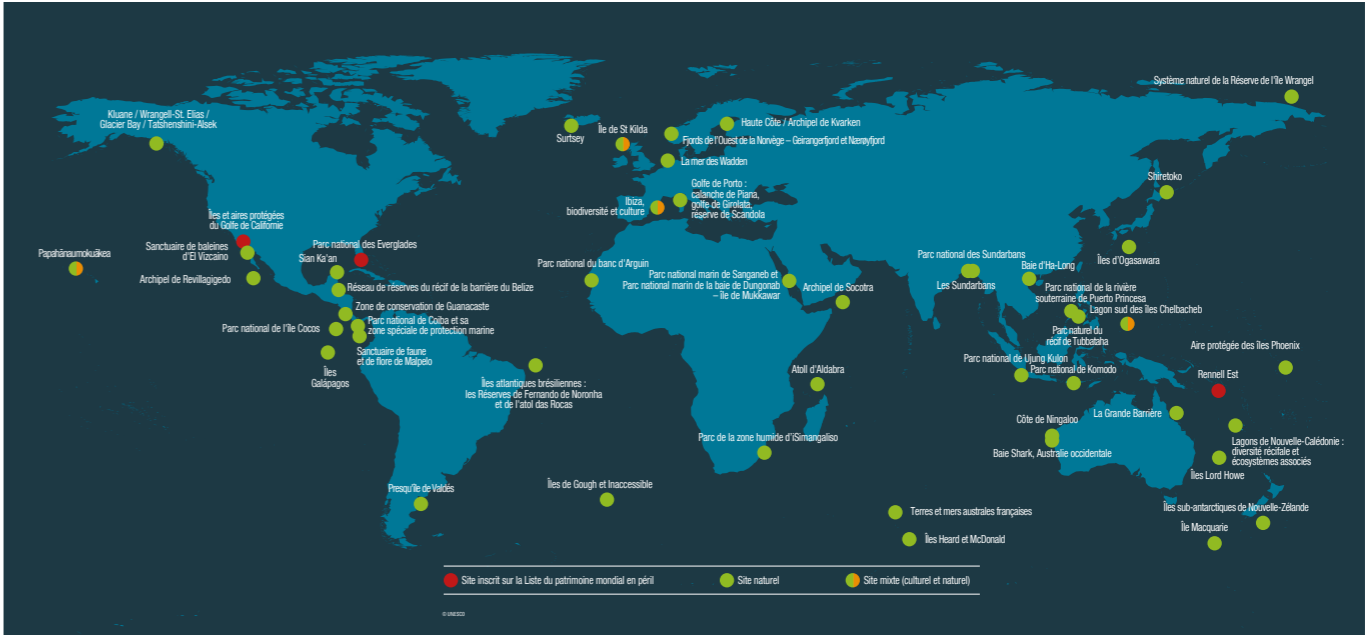 Système naturel de la Réserve de l'île Wrangel
Kluane / Wrangell-St. Elias /
Glacier Bay / Tatshenshini-Alsek
Surtsey
Île de St Kilda
Haute Côte / Archipel de Kvarken
Fjords de l'Ouest de la Norvège – Geirangerfjord et Nærøyfjord
La mer des Wadden
Golfe de Porto :
calanche de Piana,
golfe de Girolata,
réserve de Scandola
Ibiza,
biodiversité et culture
Shiretoko
Îles et aires protégées
du Golfe de Californie
Sanctuaire de baleines
d'El Vizcaino
Archipel de Revillagigedo
Papahānaumokuākea
Parc national des Everglades
Sian Ka'an
Réseau de réserves du récif de la barrière du Belize
Zone de conservation de Guanacaste
Parc national de Coiba et sa
zone spéciale de protection marine
Parc national de l'île Cocos
Sanctuaire de faune
et de flore de Malpelo
Îles
Galápagos
Parc national du banc d'Arguin
Parc national marin de Sanganeb et
Parc national marin de la baie de Dungonab
– île de Mukkawar
Archipel de Socotra
Parc national des Sundarbans
Les Sundarbans
Baie d'Ha-Long
Îles d'Ogasawara
Parc national de la rivière
souterraine de Puerto Princesa
Lagon sud des îles Chelbacheb
Parc naturel du
récif de Tubbataha
Parc national de Ujung Kulon
Parc national de Komodo
Aire protégée des îles Phoenix
Rennell Est
Îles atlantiques brésiliennes :
les Réserves de Fernando de Noronha
et de l'atol das Rocas
Atoll d'Aldabra
La Grande Barrière
Côte de Ningaloo
Baie Shark, Australie occidentale
Lagons de Nouvelle-Calédonie :
diversité récifale et
écosystèmes associés
Îles Lord Howe
Parc de la zone humide d'iSimangaliso
Presqu'île de Valdés
Îles de Gough et Inaccessible
Terres et mers australes françaises
Îles Heard et McDonald
Îles sub-antarctiques de Nouvelle-Zélande
Île Macquarie
Site inscrit sur la Liste du patrimoine mondial en péril
Site naturel
Site mixte (culturel et naturel)
© UNESCO